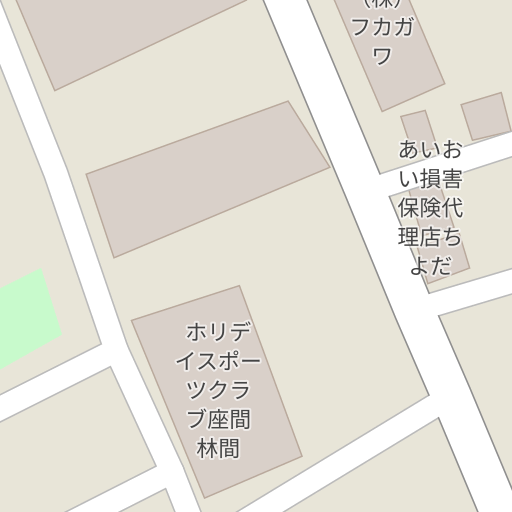 （株）
フカガ
ワ
あいお
い損害
保険代
理店ち
よだ
ホリデ
イスポー
ツクラ
ブ座間
林間